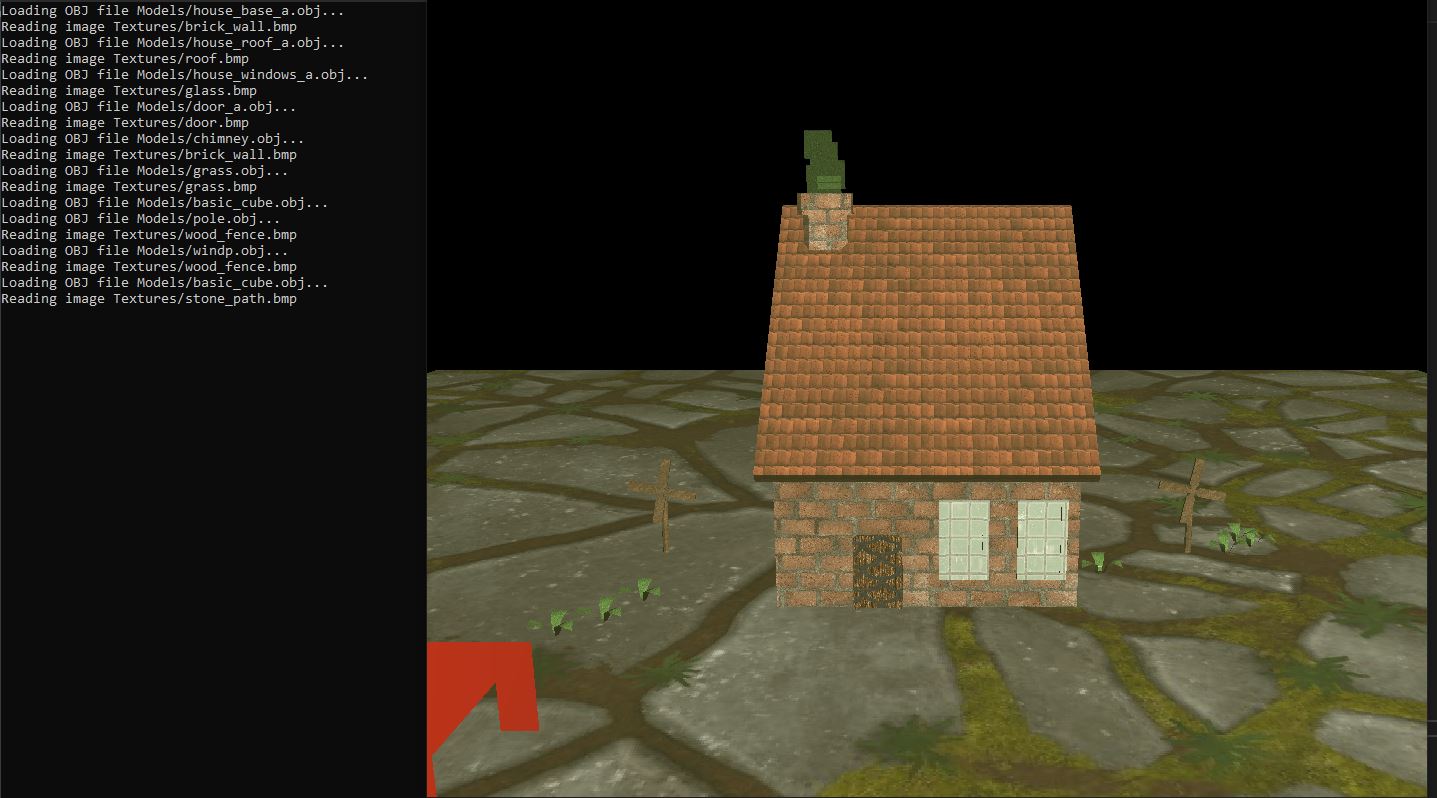 Loading OBJ file Models/house_base_a.obj...
Reading image Textures/brick_wall.bmp
Loading OBJ file Models/house_roof_a.obj...
Reading image Textures/roof.bmp
Loading OBJ file Models/house_windows_a.obj...
Reading image Textures/glass.bmp
Loading OBJ file Models/door_a.obj...
Reading image Textures/door.bmp
Loading OBJ file Models/chimney.obj...
Reading image Textures/brick_wall.bmp
Loading OBJ file Models/grass.obj...
Reading image Textures/grass.bmp
Loading OBJ file Models/basic_cube.obj...
Loading OBJ file Models/pole.obj...
Reading image Textures/wood_fence.bmp
Loading OBJ file Models/windp.obj...
Reading image Textures/wood_fence.bmp
Loading OBJ file Models/basic_cube.obj...
Reading image Textures/stone_path.bmp